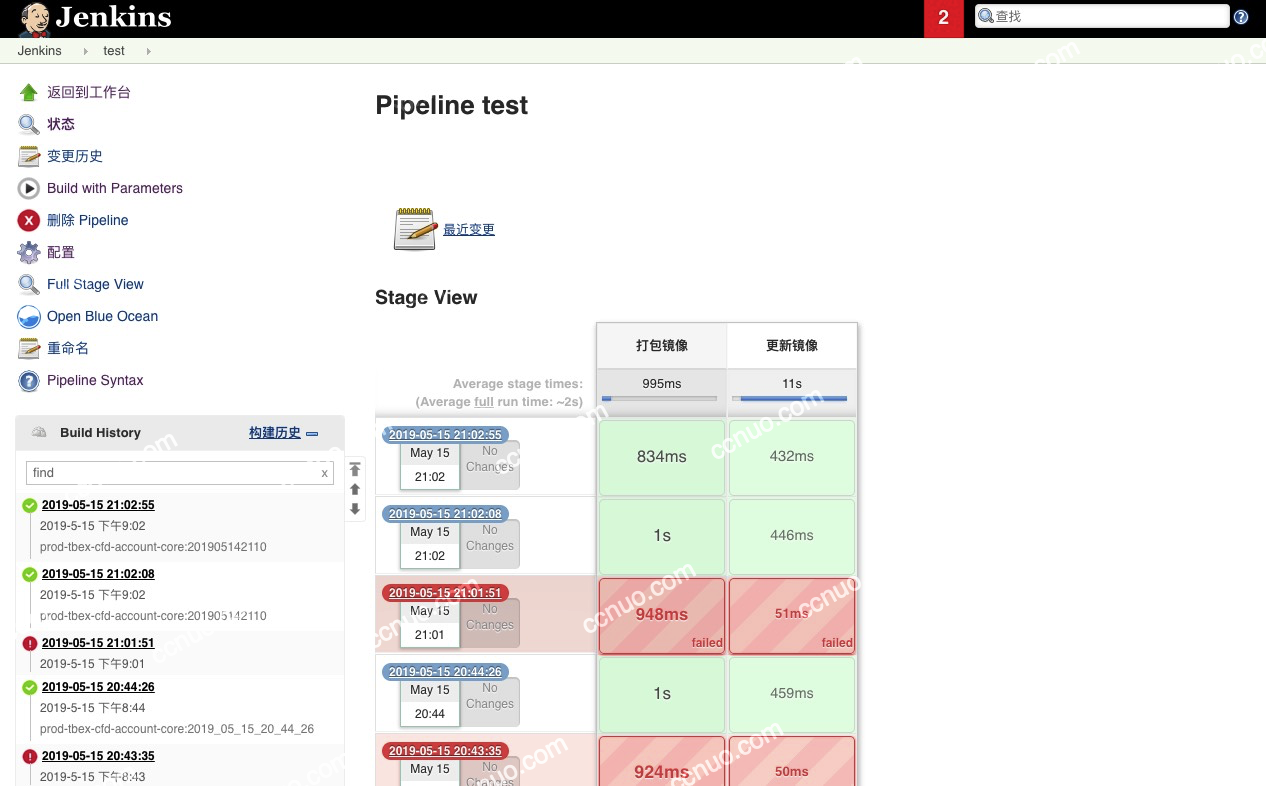 Jenkins
2
查找
Jenkins
test
返回到工作台
状态
变更历史
Build with Parameters
删除 Pipeline
配置
Full Stage View
Open Blue Ocean
重命名
Pipeline Syntax
Build History
构建历史
find
x
2019-05-15 21:02:55
2019-5-15 下午9:02
prod-tbex-cfd-account-core:201905142110
2019-05-15 21:02:08
2019-5-15 下午9:02
prod-tbex-cfd-account-core:201905142110
2019-05-15 21:01:51
2019-5-15 下午9:01
2019-05-15 20:44:26
2019-5-15 下午8:44
prod-tbex-cfd-account-core:2019_05_15_20_44_26
2019-05-15 20:43:35
2019-5-15 下午8:43
Pipeline test
最近变更
Stage View
打包镜像
更新镜像
Average stage times:
(Average full run time: ~2s)
995ms
11s
2019-05-15 21:02:55
May 15
21:02
No
Changes
834ms
432ms
2019-05-15 21:02:08
May 15
21:02
No
Changes
1s
446ms
2019-05-15 21:01:51
May 15
21:01
No
Changes
948ms
failed
51ms
failed
2019-05-15 20:44:26
May 15
20:44
No
Changes
1s
459ms
2019-05-15 20:43:35
May 15
No
Changes
924ms
50ms
ccnuo.com
ccnuo.com
ccnuo.com
ccnuo.com